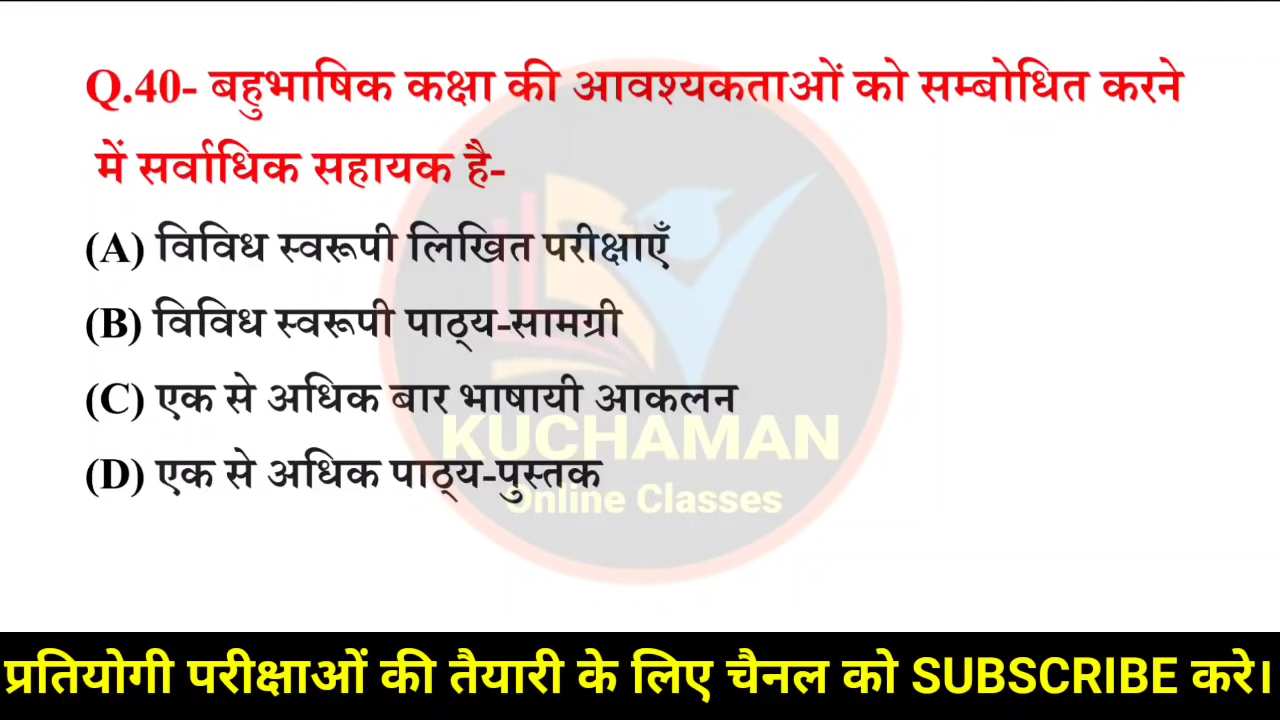 Q.40- बहुभाषिक कक्षा की आवश्यकताओं को सम्बोधित करने
में सर्वाधिक सहायक है-
(A) विविध स्वरूपी लिखित परीक्षाएँ
(B) विविध स्वरूपी पाठ्य-सामग्री
(C) एक से अधिक बार भाषायी आकलन
KUCHAMAN
(D) एक से अधिक पाठ्य-पुस्तक
Online Classes
प्रतियोगी परीक्षाओं की तैयारी के लिए चैनल को SUBSCRIBE करे।